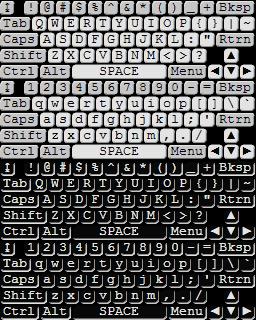 ↕ ! @ # $ % ^ & * ( ) _ + Bksp
Tab Q W E R T Y U I O P { } | ~
Caps A S D F G H J K L : " Rtrn
Shift Z X C V B N M < > ? ▲
Ctrl Alt SPACE Menu ◀ ▼ ▶
↕ 1 2 3 4 5 6 7 8 9 0 - = Bksp
Tab q w e r t y u i o p [ ] \ `
Caps a s d f g h j k l ; ' Rtrn
Shift z x c v b n m , . / ▲
Ctrl Alt SPACE Menu ◀ ▼ ▶
↕ ! @ # $ % ^ & * ( ) _ + Bksp
Tab Q W E R T Y U I O P { } | ~
Caps A S D F G H J K L : " Rtrn
Shift Z X C V B N M < > ? ▲
Ctrl Alt SPACE Menu ◀ ▼ ▶
↕ 1 2 3 4 5 6 7 8 9 0 - = Bksp
Tab q w e r t y u i o p [ ] \ `
Caps a s d f g h j k l ; ' Rtrn
Shift z x c v b n m , . / ▲
Ctrl Alt SPACE Menu ◀ ▼ ▶